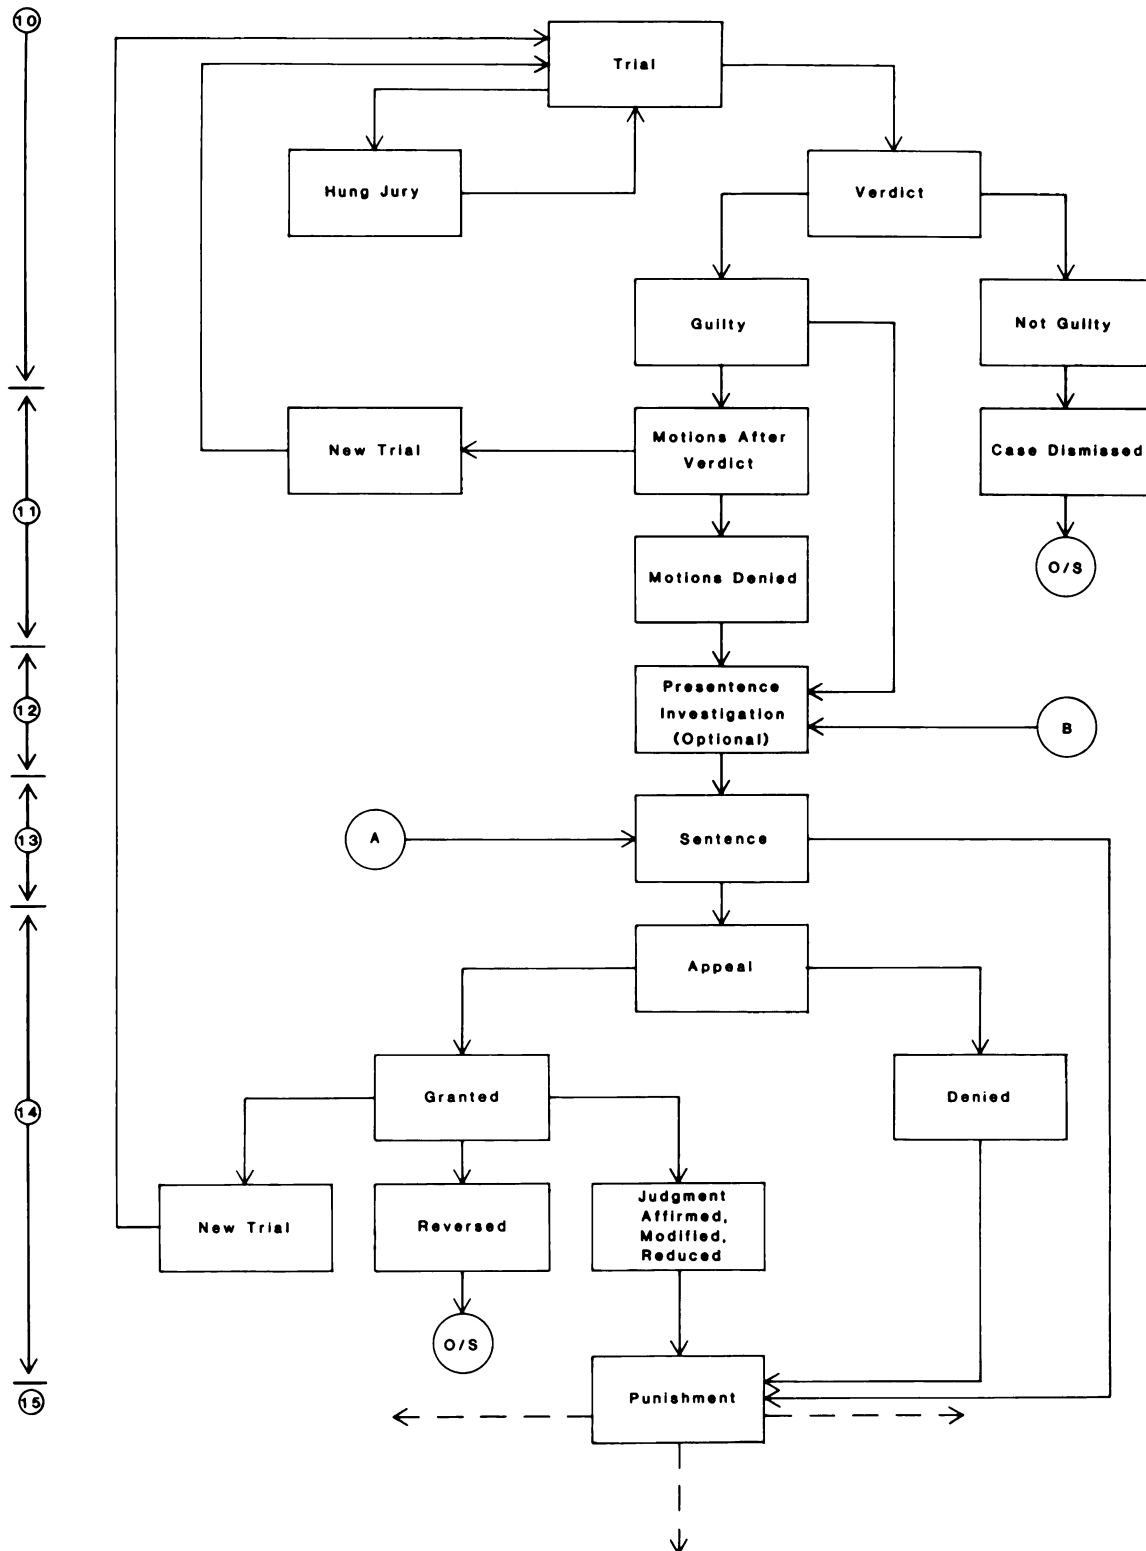 10
Trial
Hung Jury
Verdict
Guilty
Not Guilty
New Trial
Motions After
Verdict
Case Dismissed
11
Motions Denied
O/S
12
Presentence
Investigation
(Optional)
B
13
A
Sentence
Appeal
14
Granted
Denied
New Trial
Reversed
Judgment
Affirmed,
Modified,
Reduced
O/S
15
Punishment